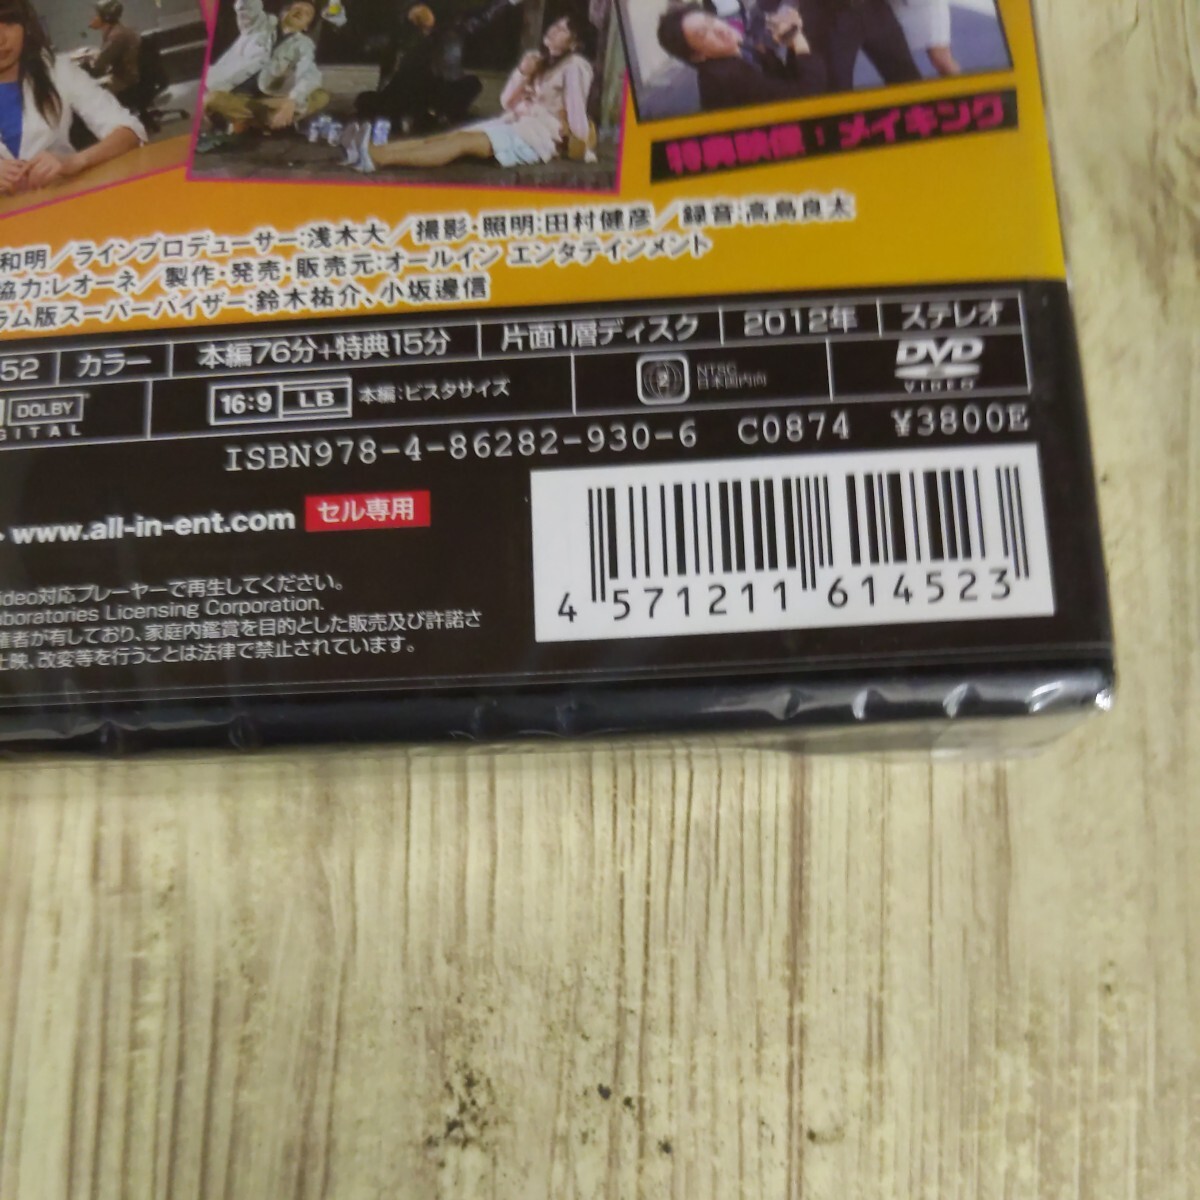 特典映像：メイキング
和明／ラインプロデューサー：浅木大／撮影・照明：田村健彦／録音：高島良太
協力：レオーネ／製作・発売・販売元：オールイン エンタテインメント
ラム版スーパーバイザー：鈴木祐介、小坂邊信
52 カラー 本編76分+特典15分 片面1層ディスク 2012年 ステレオ
DOLBY DIGITAL 16:9 LB 本編：ビスタサイズ 2 NTSC 日本国内向 DVD VIDEO
ISBN978-4-86282-930-6 C0874 ¥3800E
www.all-in-ent.com セル専用
4 571211 614523
ideo対応プレーヤーで再生してください。
aboratories Licensing Corporation.
権者が有しており、家庭内鑑賞を目的とした販売及び許諾さ
上映、改変等を行うことは法律で禁止されています。